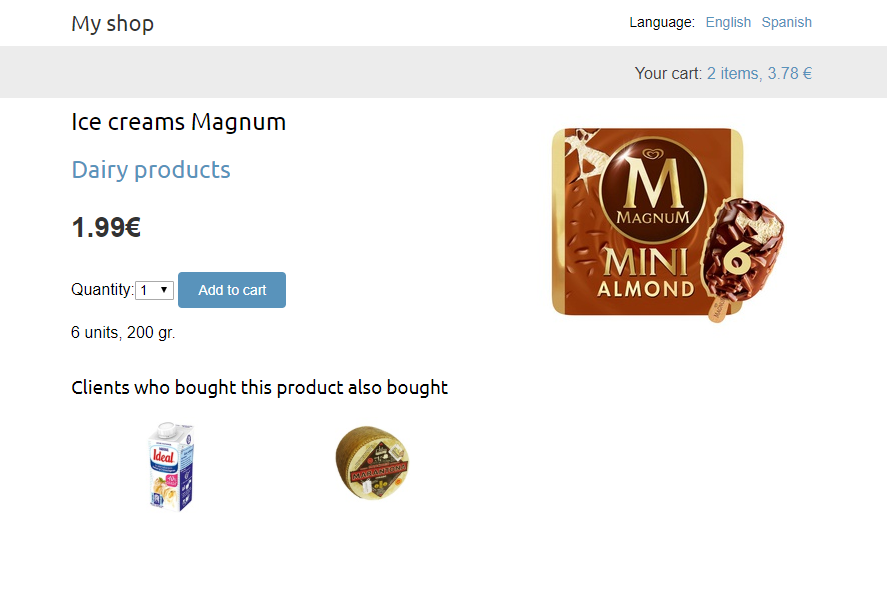 My shop
Language: English Spanish
Your cart: 2 items, 3.78 €
Ice creams Magnum
Dairy products
1.99€
Quantity: 1 Add to cart
6 units, 200 gr.
M
MAGNUM
MINI
ALMOND
6
Clients who bought this product also bought
Ideal